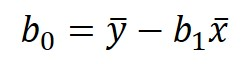 b₀ = ȳ − b₁x̄